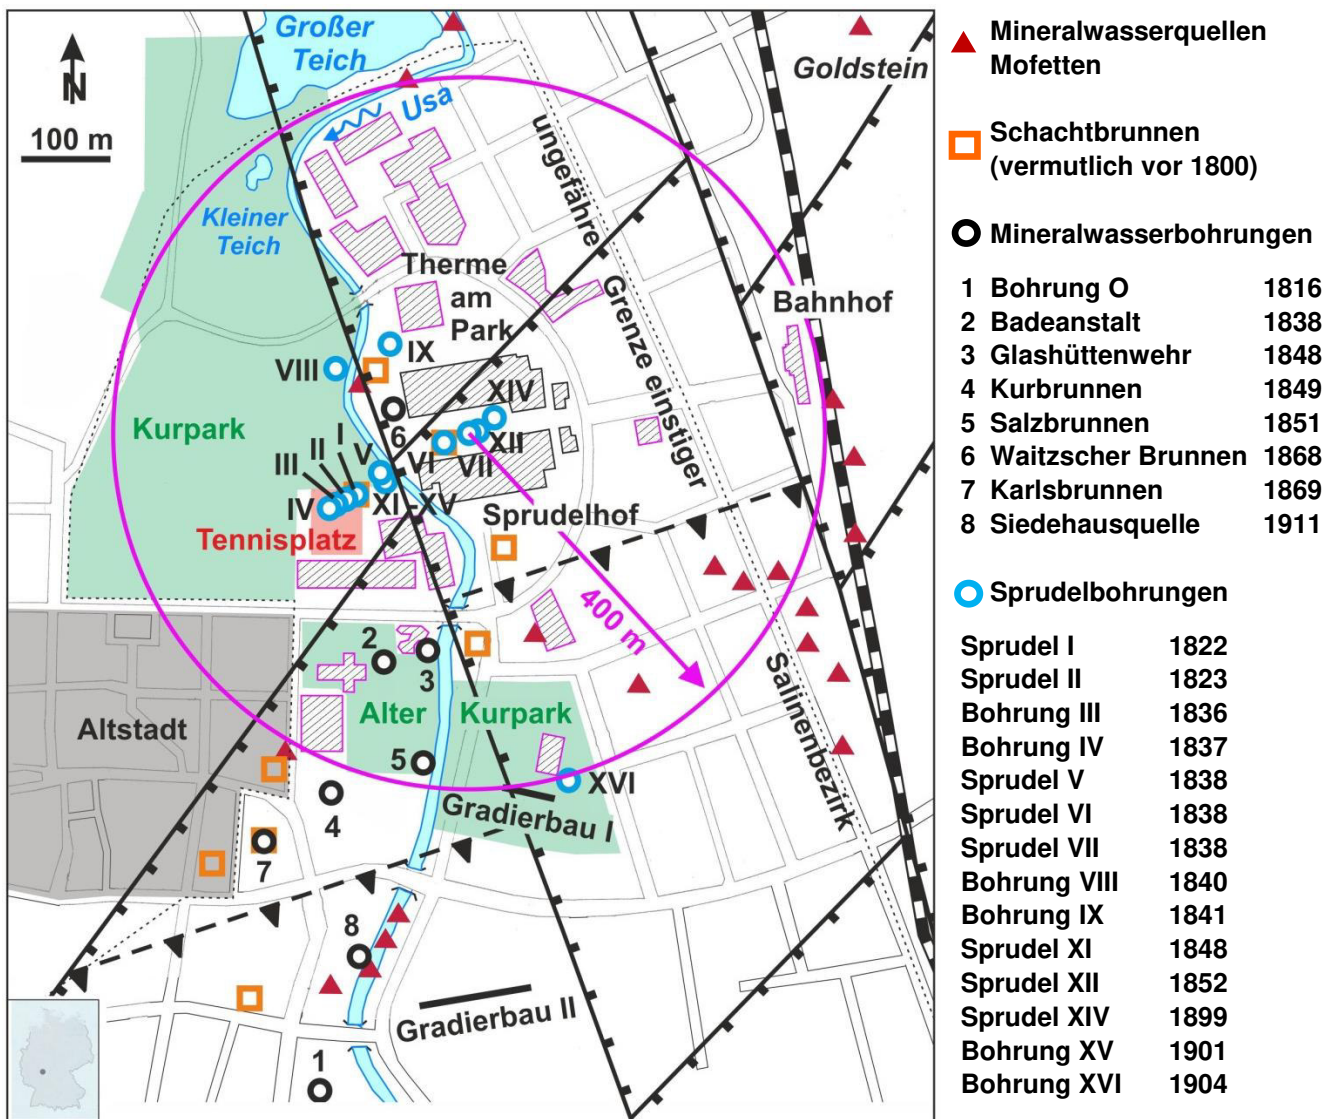 Großer
Teich
N
100 m
Usa
Goldstein
ungefähre Grenze einstiger Salinenbezirk
Kleiner
Teich
Therme
am
Park
Bahnhof
IX
VIII
XIV
Kurpark
6
XII
I
II
V
VI
VII
III
IV
XI
XV
Sprudelhof
Tennisplatz
400 m
2
3
Altstadt
Alter Kurpark
5
XVI
4
Gradierbau I
7
8
Gradierbau II
1
Mineralwasserquellen
Mofetten
Schachtbrunnen
(vermutlich vor 1800)
Mineralwasserbohrungen
1 Bohrung O 1816
2 Badeanstalt 1838
3 Glashüttenwehr 1848
4 Kurbrunnen 1849
5 Salzbrunnen 1851
6 Waitzscher Brunnen 1868
7 Karlsbrunnen 1869
8 Siedehausquelle 1911
Sprudelbohrungen
Sprudel I 1822
Sprudel II 1823
Bohrung III 1836
Bohrung IV 1837
Sprudel V 1838
Sprudel VI 1838
Sprudel VII 1838
Bohrung VIII 1840
Bohrung IX 1841
Sprudel XI 1848
Sprudel XII 1852
Sprudel XIV 1899
Bohrung XV 1901
Bohrung XVI 1904